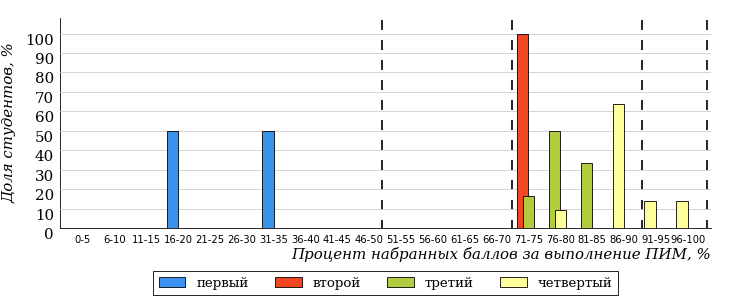 Доля студентов, %
100
90
80
70
60
50
40
30
20
10
0
0-5 6-10 11-15 16-20 21-25 26-30 31-35 36-40 41-45 46-50 51-55 56-60 61-65 66-70 71-75 76-80 81-85 86-90 91-95 96-100
Процент набранных баллов за выполнение ПИМ, %
первый второй третий четвертый